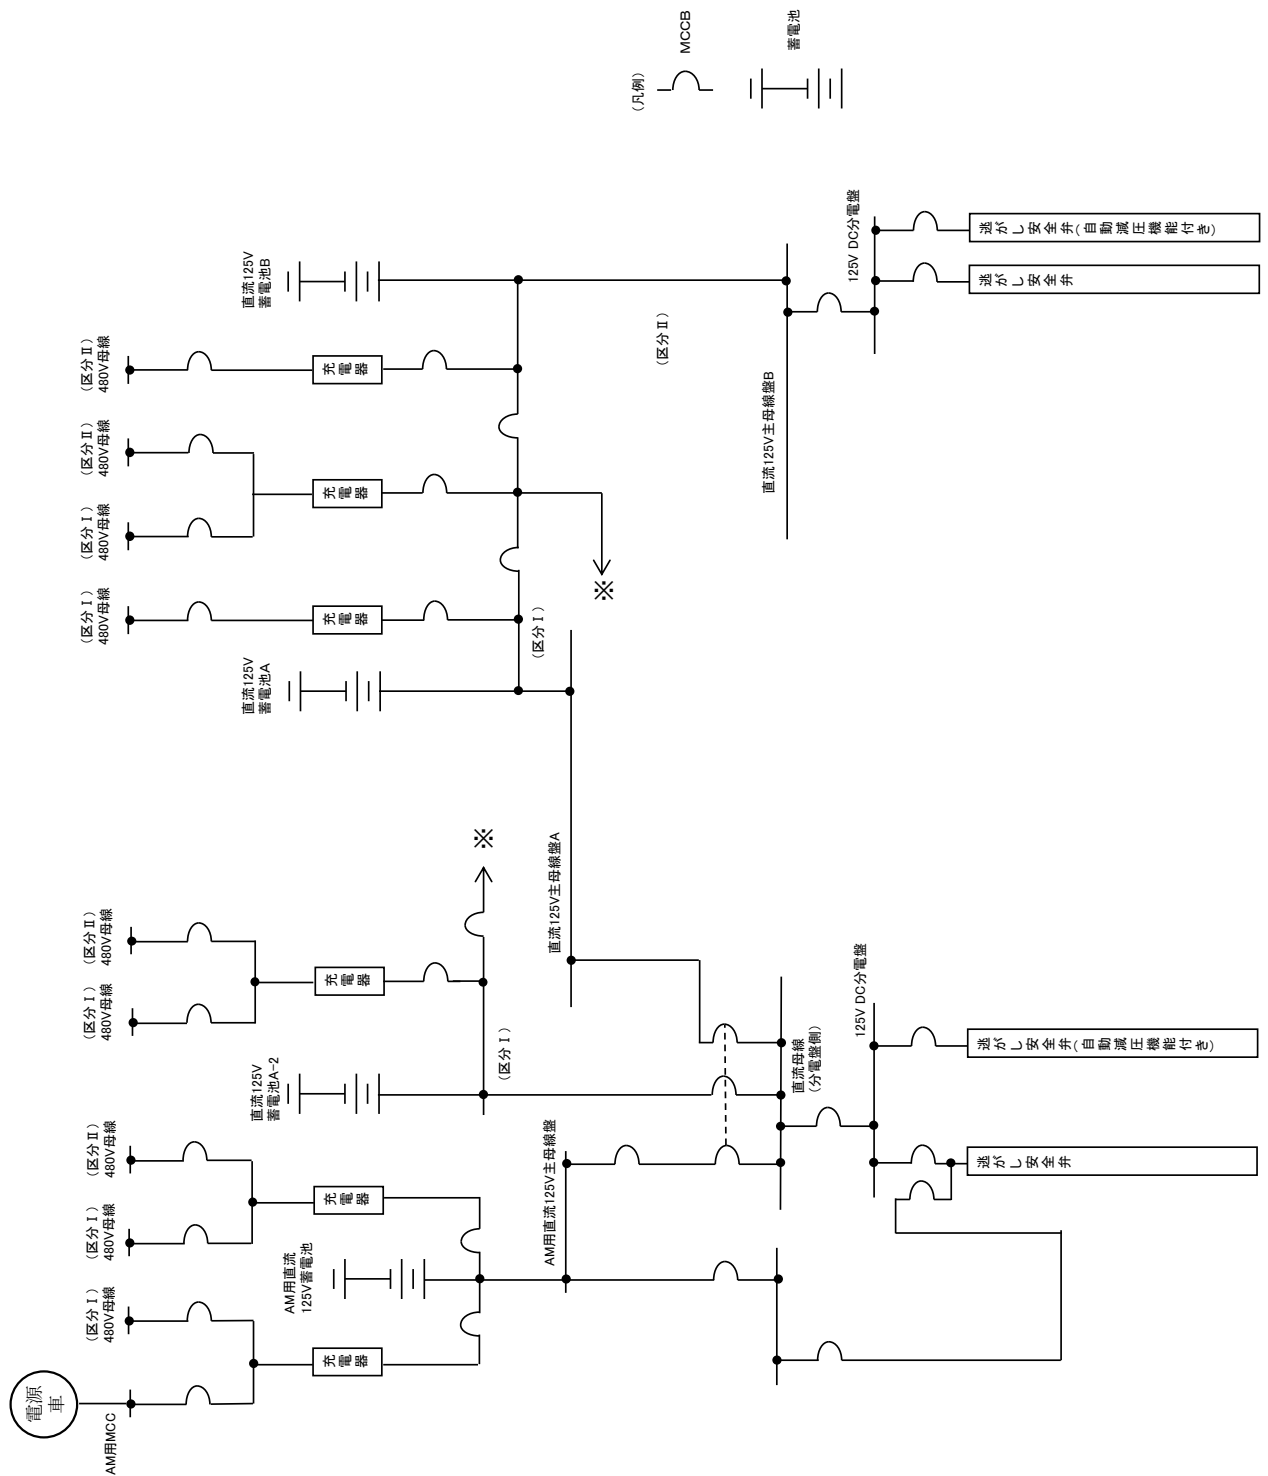 電源
車
AM用MCC
（区分Ⅰ）
480V母線
（区分Ⅰ）
480V母線
（区分Ⅱ）
480V母線
充電器
充電器
AM用直流
125V蓄電池
AM用直流125V主母線盤
直流125V
蓄電池A-2
（区分Ⅰ）
480V母線
（区分Ⅱ）
480V母線
充電器
（区分Ⅰ）
※
直流母線
（分電盤側）
125V DC分電盤
逃がし安全弁
逃がし安全弁(自動減圧機能付き)
直流125V主母線盤A
直流125V
蓄電池A
（区分Ⅰ）
480V母線
（区分Ⅰ）
480V母線
（区分Ⅱ）
480V母線
（区分Ⅱ）
480V母線
充電器
充電器
充電器
（区分Ⅰ）
※
直流125V
蓄電池B
（区分Ⅱ）
直流125V主母線盤B
125V DC分電盤
逃がし安全弁
逃がし安全弁(自動減圧機能付き)
（凡例）
MCCB
蓄電池